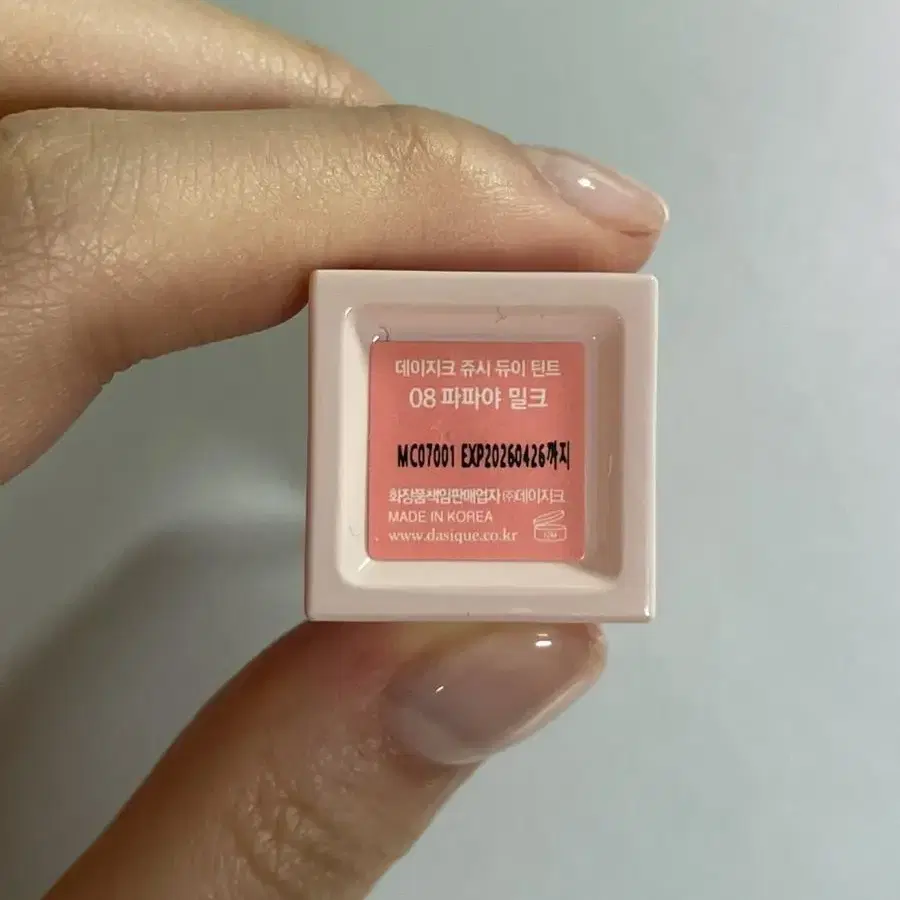 데이지크 쥬시 듀이 틴트
08 파파야 밀크
MC07001 EXP20260426까지
화장품책임판매업자 ㈜데이지크
MADE IN KOREA
www.dasique.co.kr